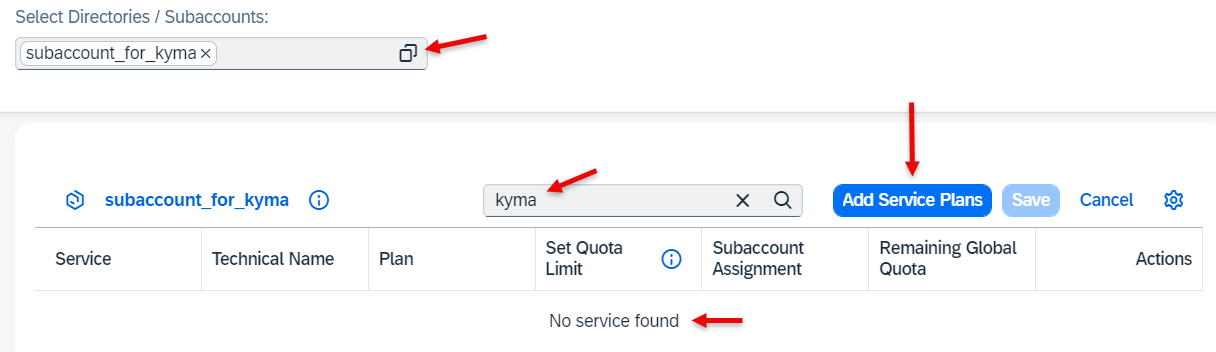 Select Directories / Subaccounts:
subaccount_for_kyma
subaccount_for_kyma
kyma
Add Service Plans
Save
Cancel
Service
Technical Name
Plan
Set Quota
Limit
Subaccount
Assignment
Remaining Global
Quota
Actions
No service found